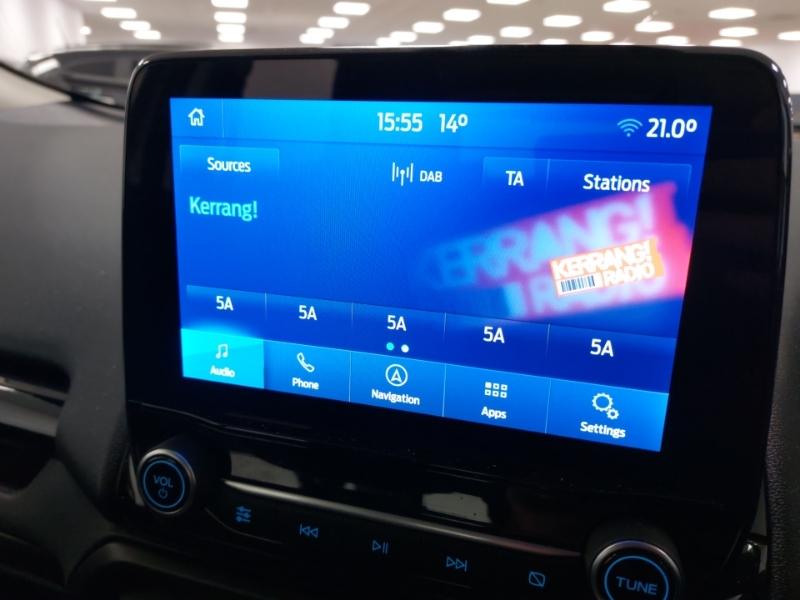 15:55 14° 21.0°
Sources DAB TA Stations
Kerrang!
KERRANG!
RADIO
KERRANG!
RADIO
5A 5A 5A 5A 5A
Audio Phone Navigation Apps Settings
VOL
TUNE